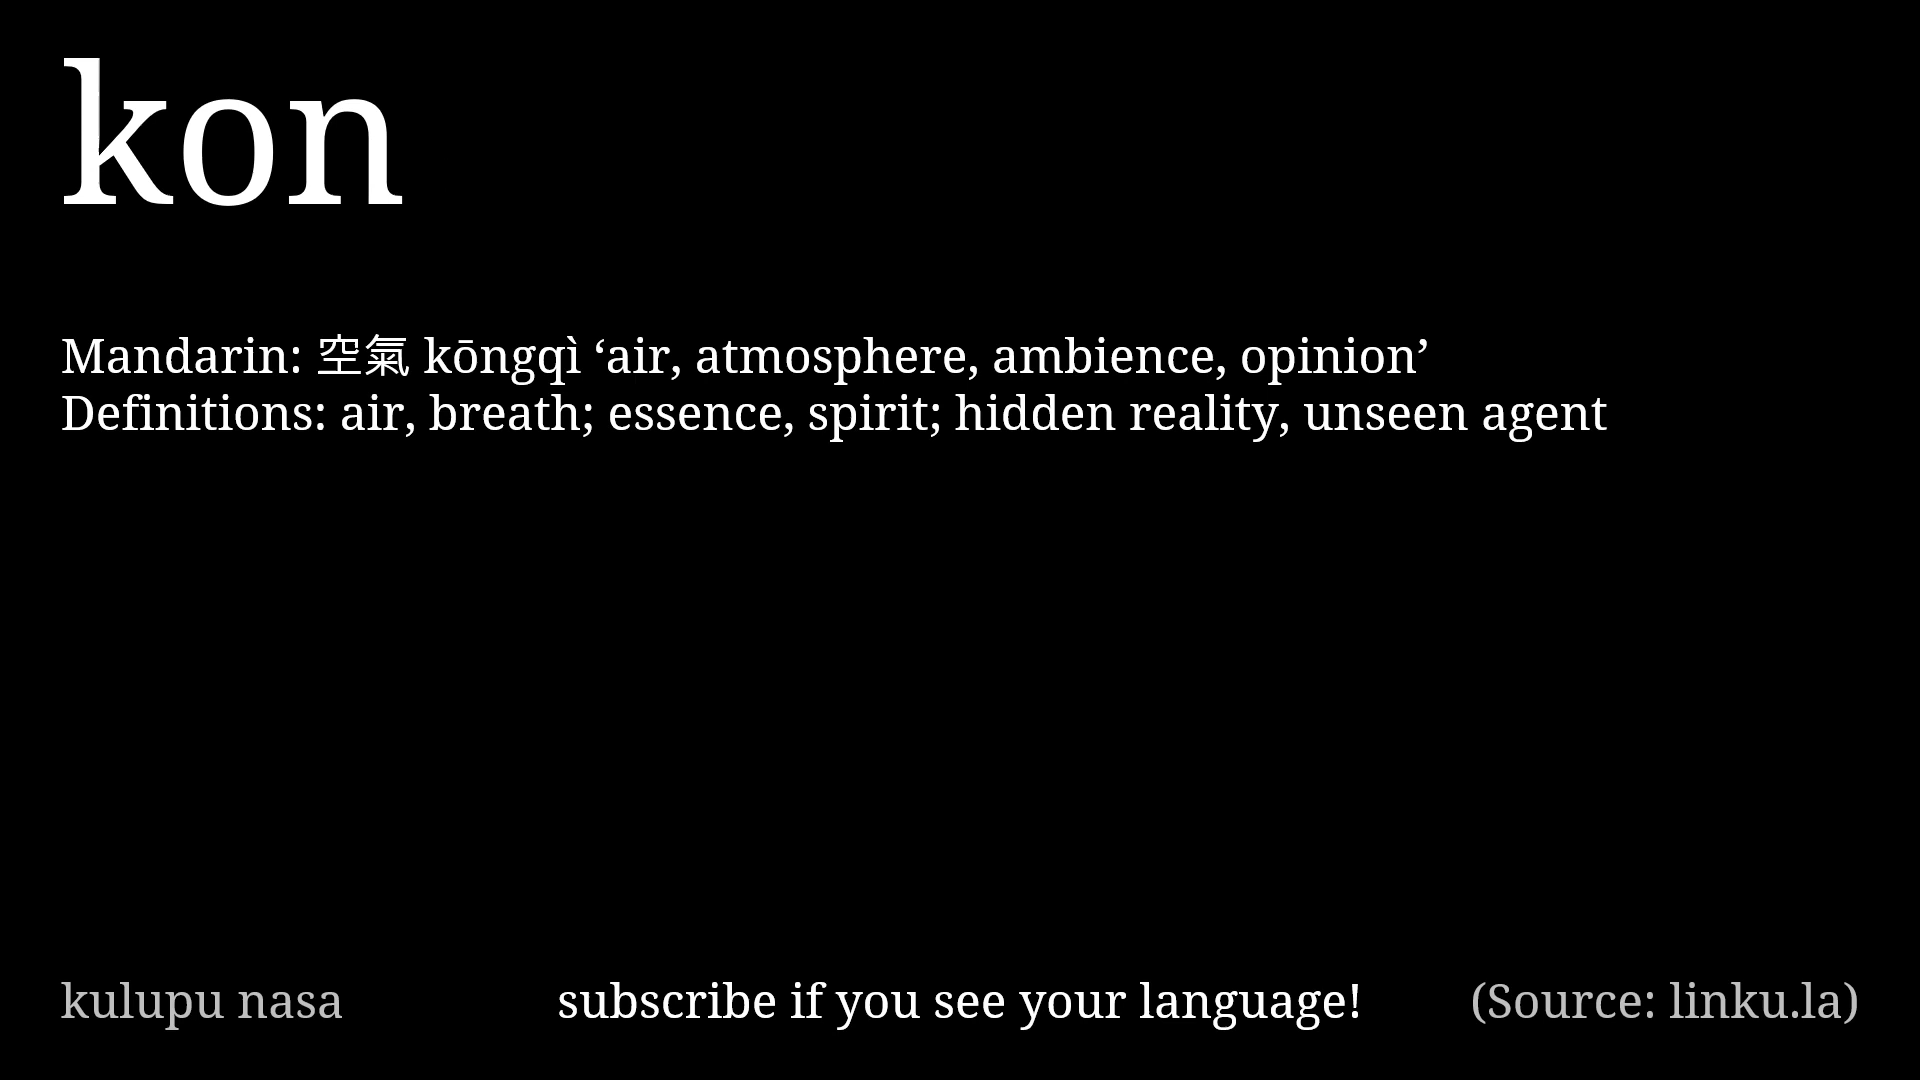 kon
Mandarin: 空氣 kōngqì ‘air, atmosphere, ambience, opinion’
Definitions: air, breath; essence, spirit; hidden reality, unseen agent
kulupu nasa
subscribe if you see your language!
(Source: linku.la)